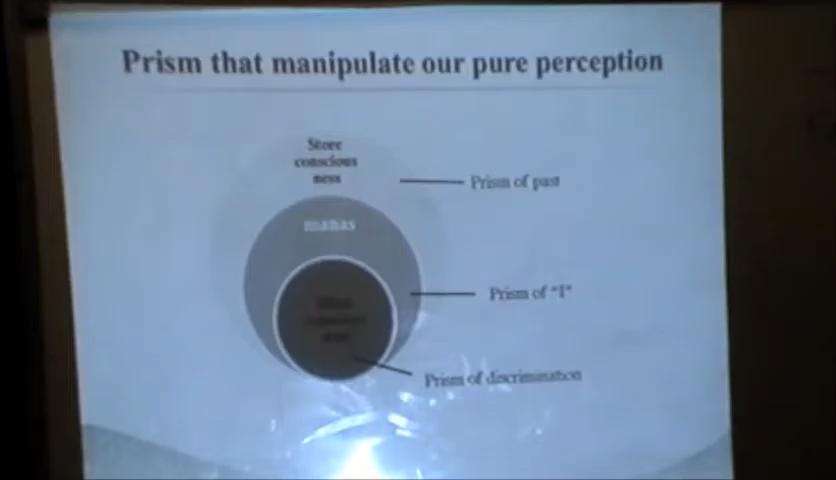 Prism that manipulate our pure perception
Store
conscious
ness
Prism of past
manas
Prism of "I"
Prism of discrimination